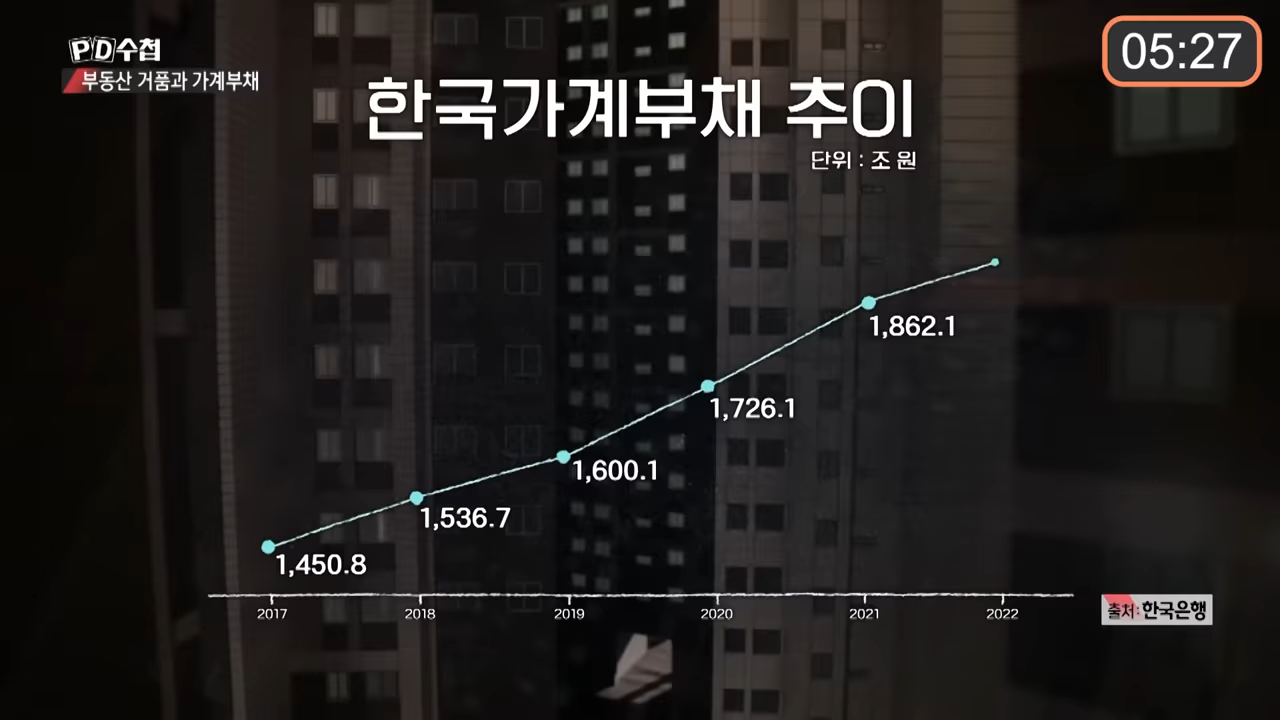 PD수첩
부동산 거품과 가계부채
05:27
한국가계부채 추이
단위 : 조 원
1,862.1
1,726.1
1,600.1
1,536.7
1,450.8
2017 2018 2019 2020 2021 2022
출처: 한국은행